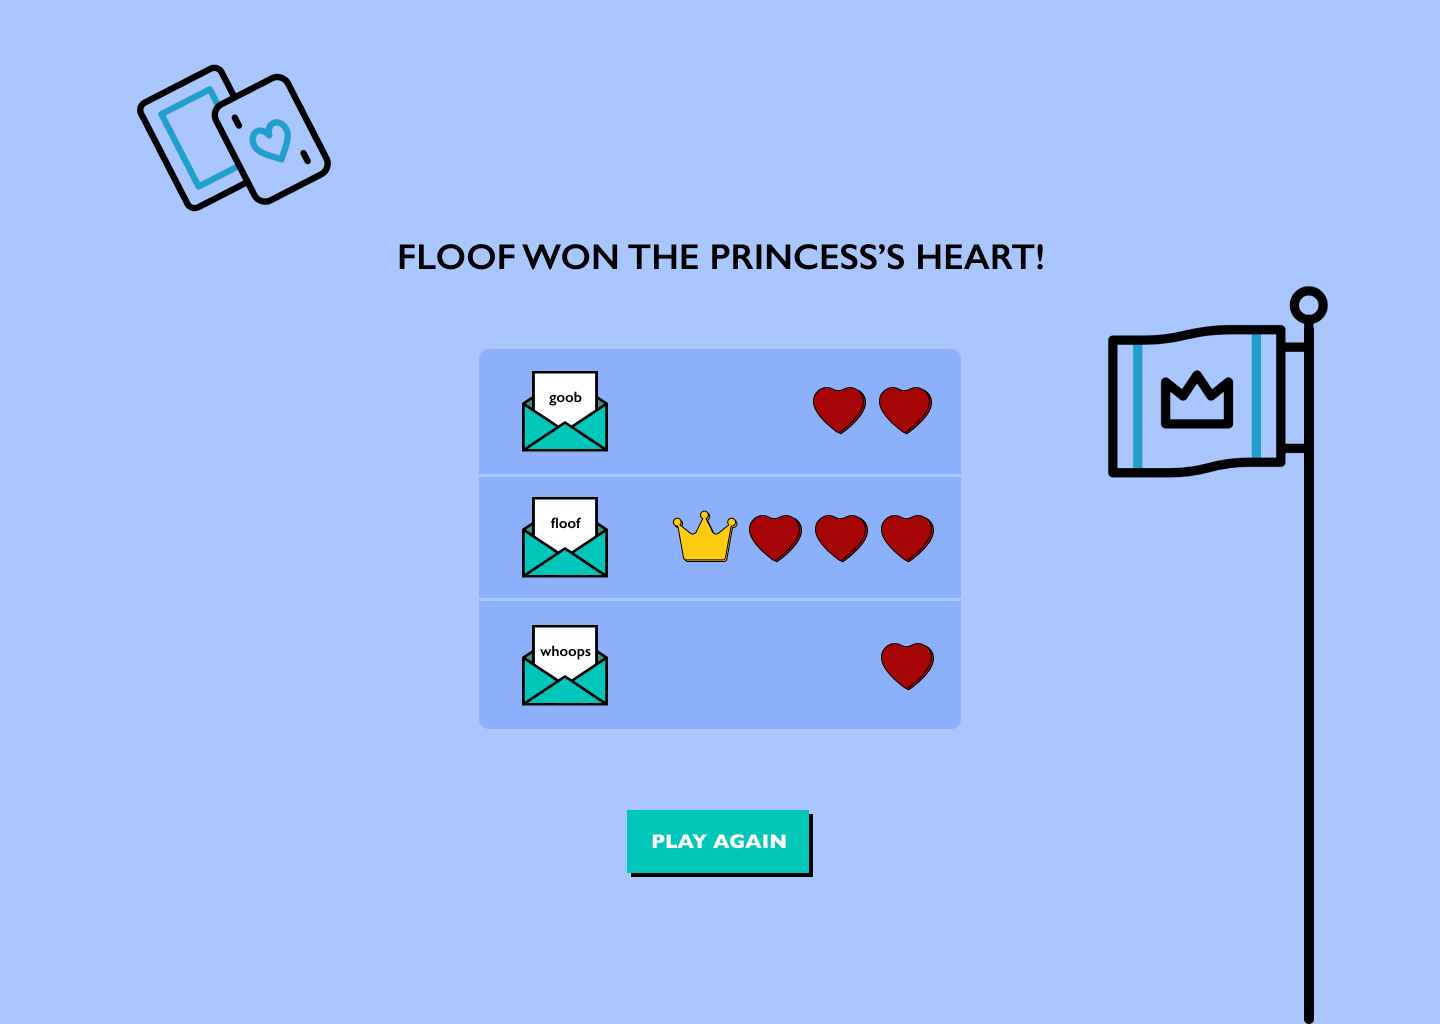 FLOOF WON THE PRINCESS’S HEART!
goob
floof
whoops
PLAY AGAIN